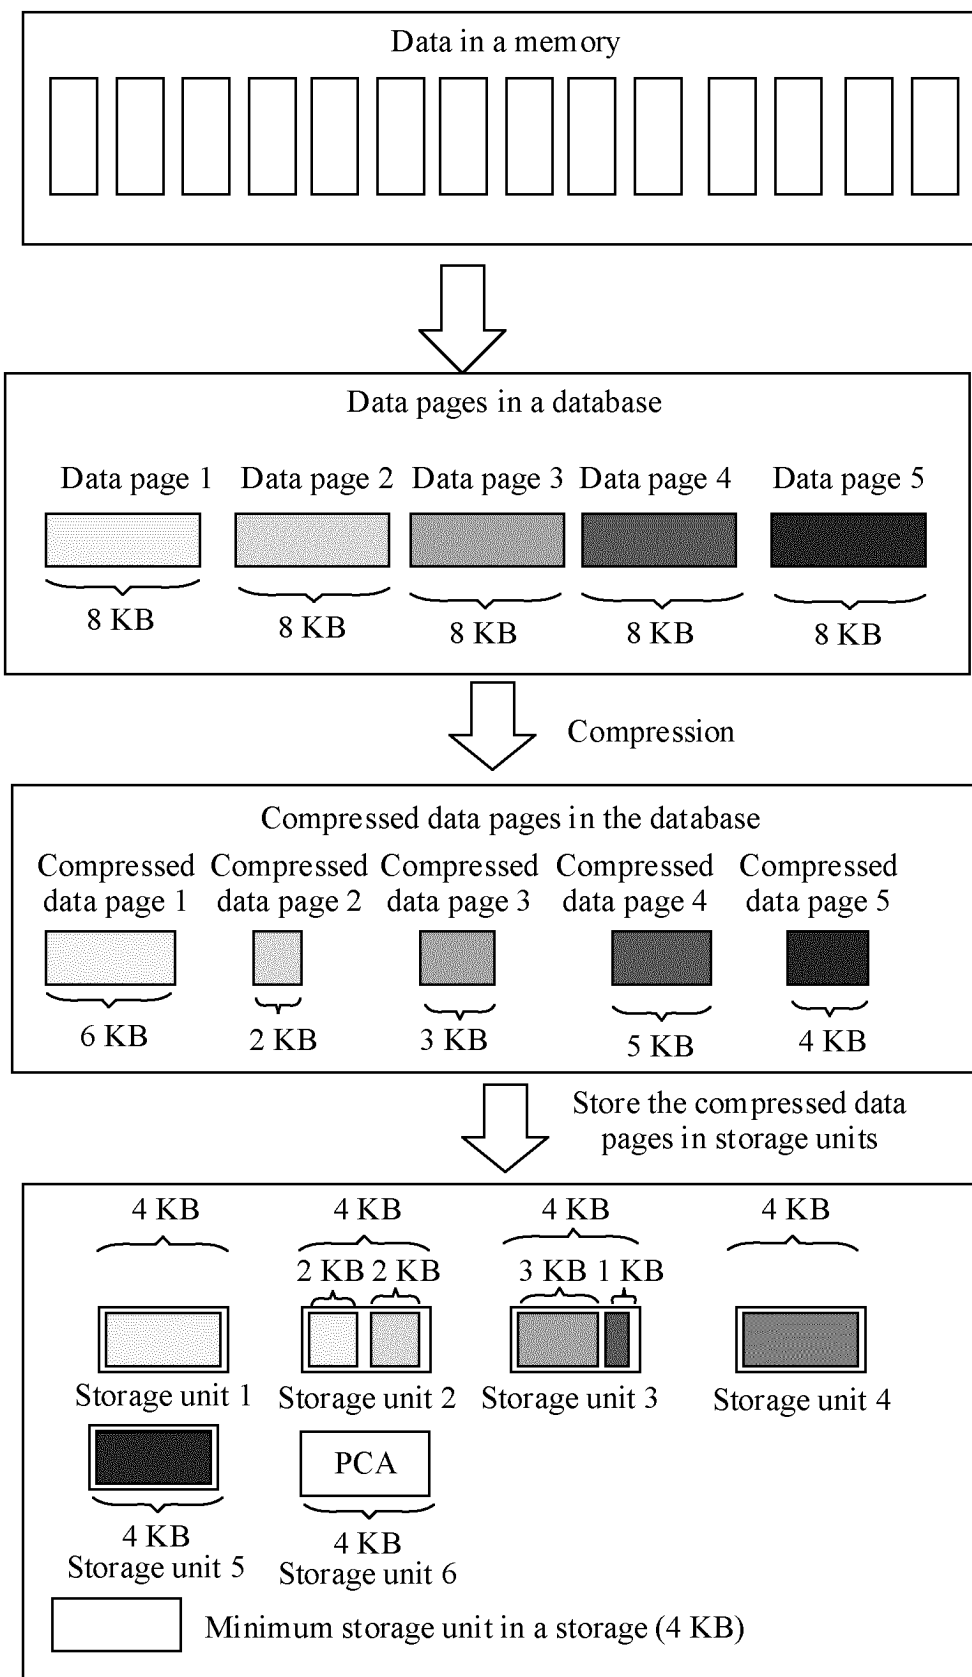 Data in a memory
Data pages in a database
Data page 1 Data page 2 Data page 3 Data page 4 Data page 5
8 KB 8 KB 8 KB 8 KB 8 KB
Compression
Compressed data pages in the database
Compressed Compressed Compressed Compressed Compressed
data page 1 data page 2 data page 3 data page 4 data page 5
6 KB 2 KB 3 KB 5 KB 4 KB
Store the compressed data
pages in storage units
4 KB 4 KB 4 KB 4 KB
2 KB 2 KB 3 KB 1 KB
Storage unit 1 Storage unit 2 Storage unit 3 Storage unit 4
PCA
4 KB 4 KB
Storage unit 5 Storage unit 6
Minimum storage unit in a storage (4 KB)